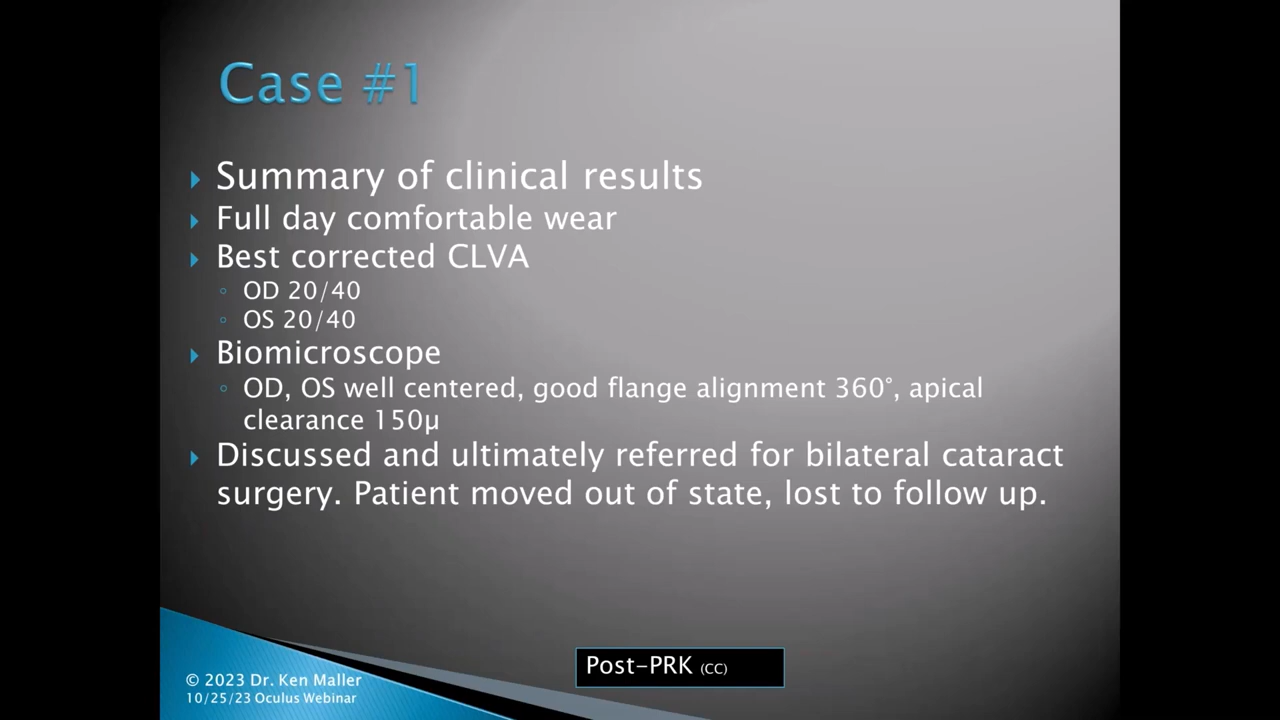 Case #1
Summary of clinical results
Full day comfortable wear
Best corrected CLVA
OD 20/40
OS 20/40
Biomicroscope
OD, OS well centered, good flange alignment 360°, apical
clearance 150µ
Discussed and ultimately referred for bilateral cataract
surgery. Patient moved out of state, lost to follow up.
Post-PRK (CC)
© 2023 Dr. Ken Maller
10/25/23 Oculus Webinar